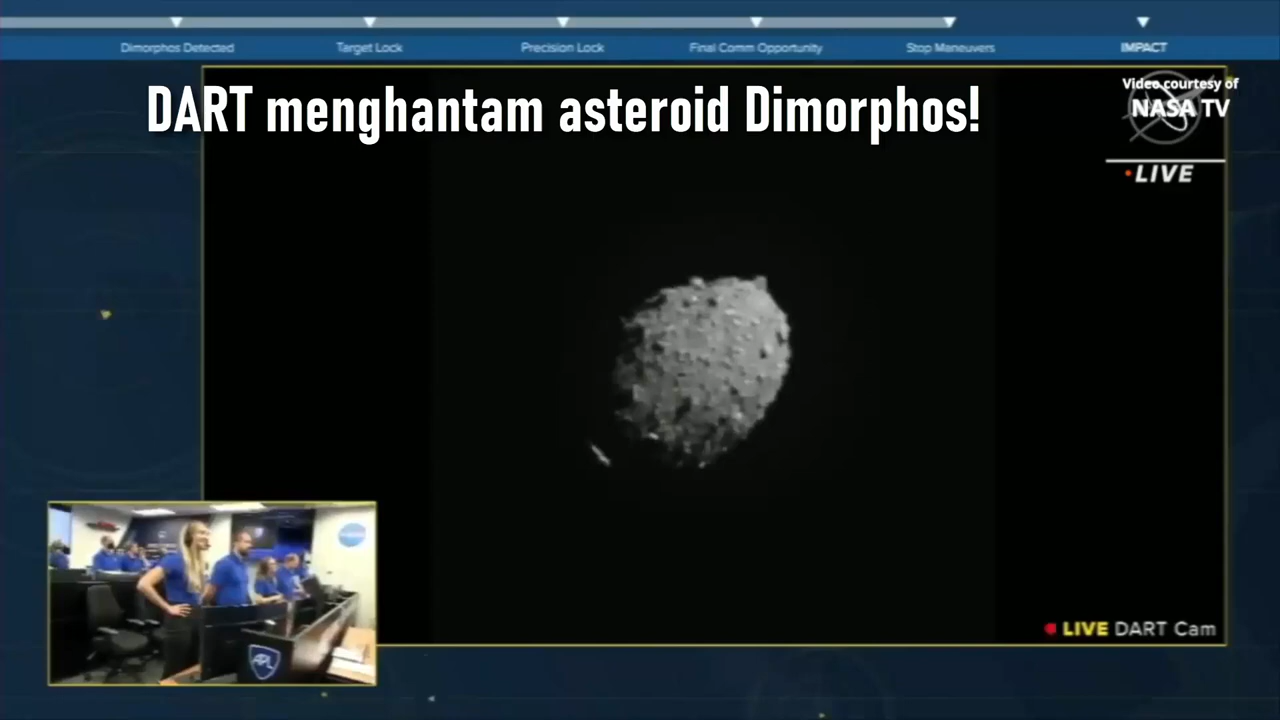 Dimorphos Detected
Target Lock
Precision Lock
Final Comm Opportunity
Stop Maneuvers
IMPACT
DART menghantam asteroid Dimorphos!
Video courtesy of
NASA TV
LIVE
LIVE DART Cam
APL